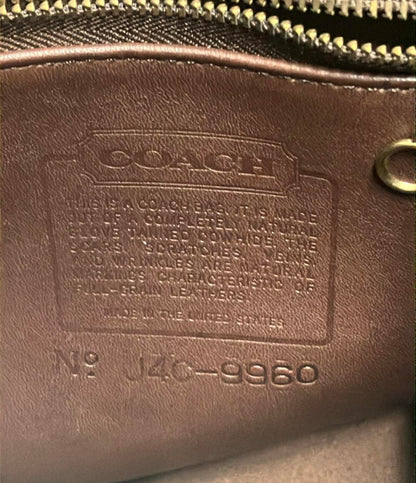 COACH
THIS IS A COACH BAG. IT IS MADE
OUT OF A COMPLETELY NATURAL
GLOVE TANNED COWHIDE. THE
SCARS, SCRATCHES, VEINS,
AND WRINKLES ARE NATURAL
MARKINGS CHARACTERISTIC OF
FULL-GRAIN LEATHERS.
MADE IN THE UNITED STATES
Nº J4C-9960